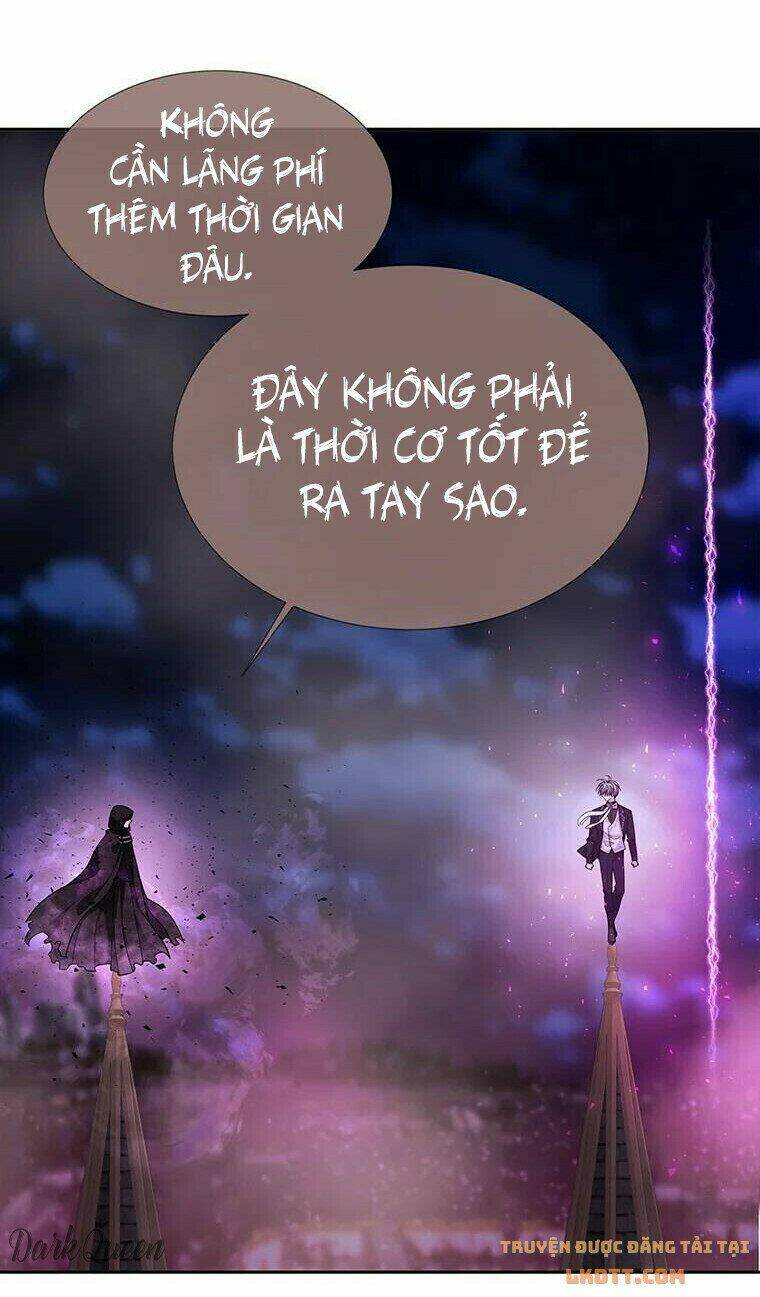 KHÔNG
CẦN LÃNG PHÍ
THÊM THỜI GIAN
ĐÂU.
ĐÂY KHÔNG PHẢI
LÀ THỜI CƠ TỐT ĐỂ
RA TAY SAO.
DarkQueen
TRUYỆN ĐƯỢC ĐĂNG TẢI TẠI
LKDTT.COM